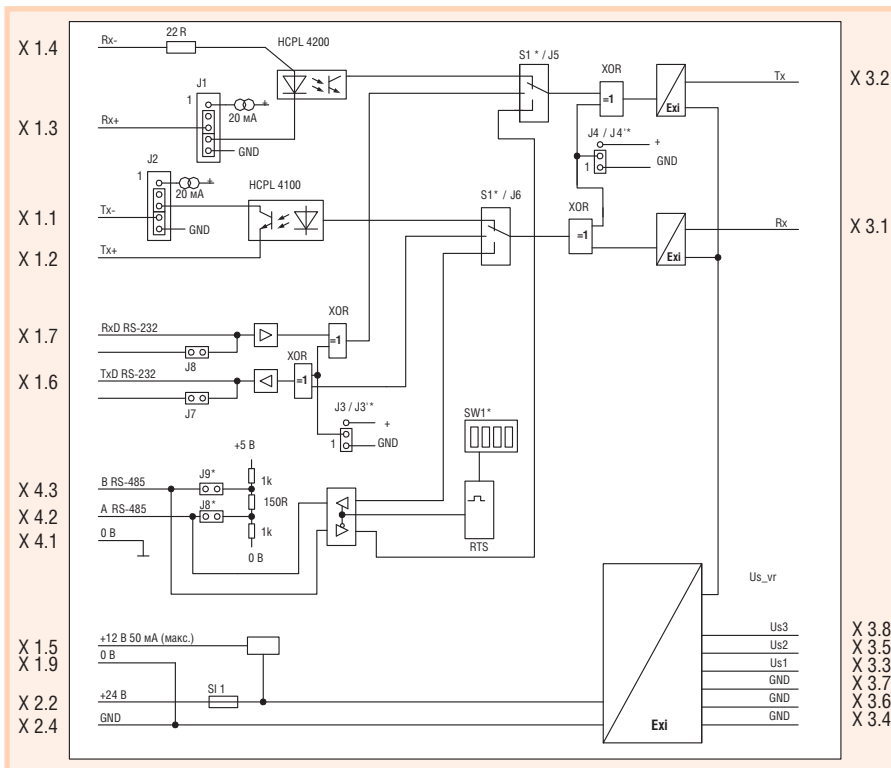 X 1.4
Rx-
22 R
HCPL 4200
S1 * / J5
XOR
Tx
X 3.2
J1
1
+
20 мА
=1
Exi
X 1.3
Rx+
GND
J4 / J4'*
+
1
GND
J2
1
+
20 мА
HCPL 4100
S1* / J6
XOR
Rx
X 3.1
X 1.1
Tx-
GND
=1
X 1.2
Tx+
Exi
XOR
X 1.7
RxD RS-232
=1
J8
XOR
X 1.6
TxD RS-232
=1
J7
J3 / J3'*
+
1
GND
SW1*
+5 В
X 4.3
B RS-485
J9*
1k
150R
X 4.2
A RS-485
J8*
1k
X 4.1
0 В
0 В
RTS
Us_vr
X 1.5
+12 В 50 мА (макс.)
Us3
X 3.8
X 1.9
0 В
Us2
X 3.5
Us1
X 3.3
X 2.2
+24 В
SI 1
GND
X 3.7
GND
X 3.6
X 2.4
GND
Exi
GND
X 3.4